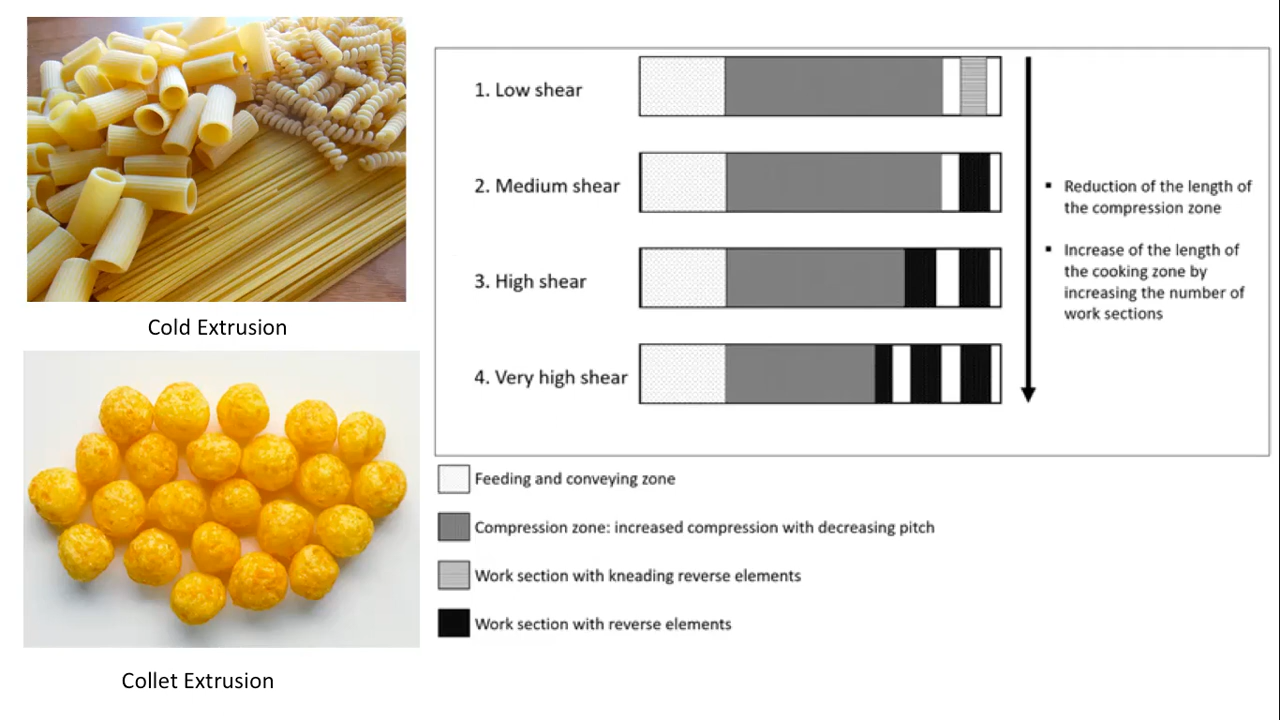 Cold Extrusion
Collet Extrusion
1. Low shear
2. Medium shear
3. High shear
4. Very high shear
▪ Reduction of the length of
the compression zone
▪ Increase of the length of
the cooking zone by
increasing the number of
work sections
Feeding and conveying zone
Compression zone: increased compression with decreasing pitch
Work section with kneading reverse elements
Work section with reverse elements